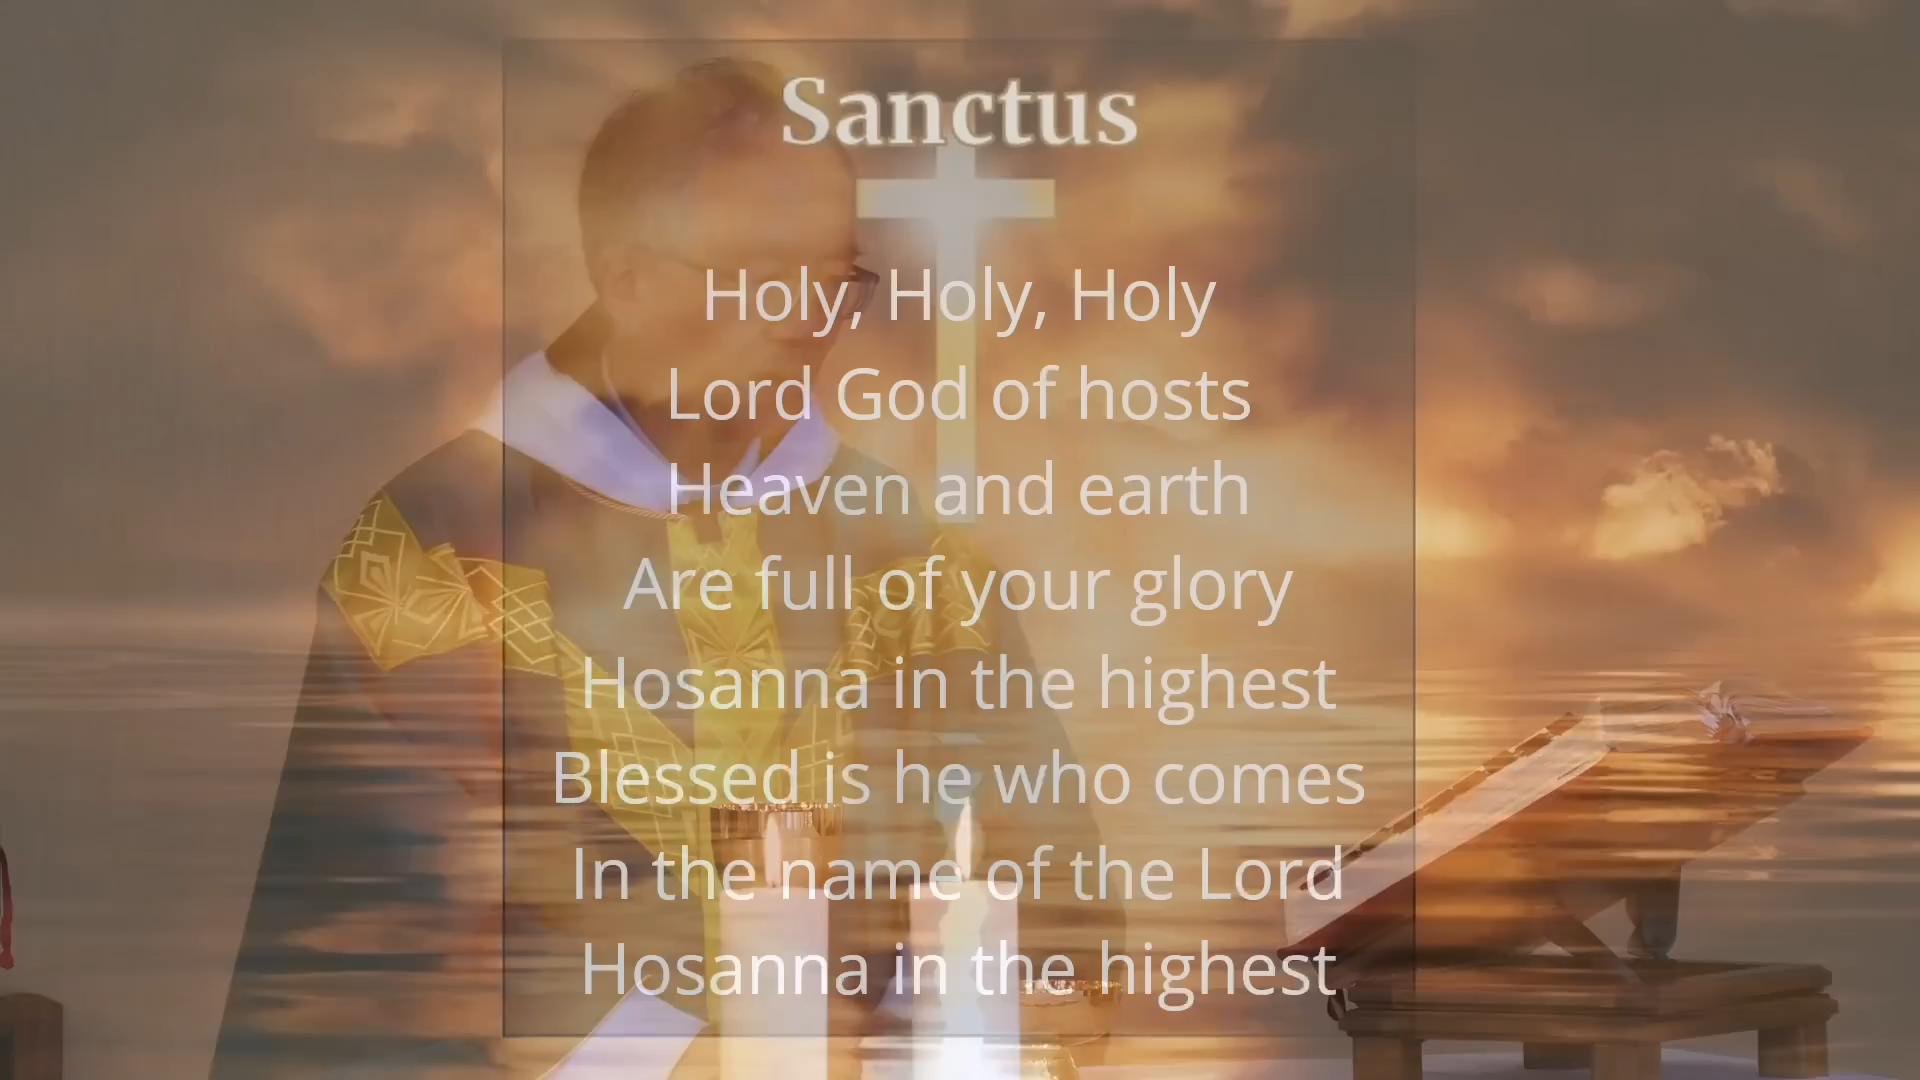 Sanctus
Holy, Holy, Holy
Lord God of hosts
Heaven and earth
Are full of your glory
Hosanna in the highest
Blessed is he who comes
In the name of the Lord
Hosanna in the highest